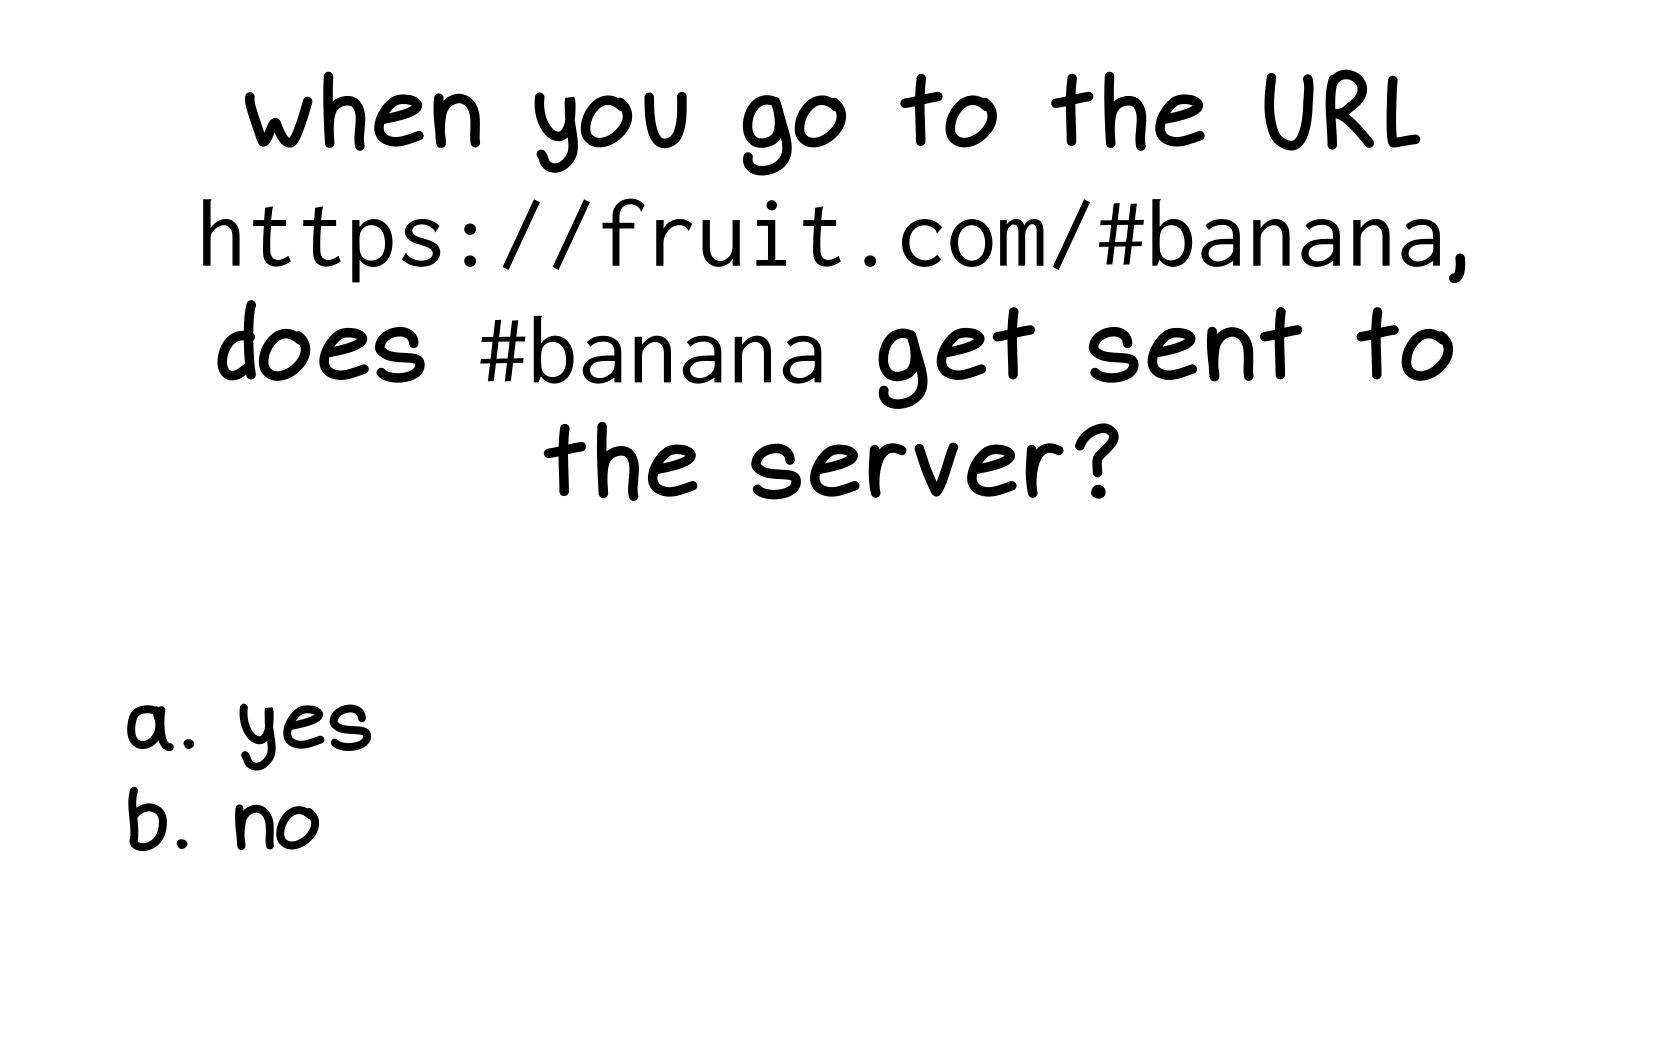 when you go to the URL
https://fruit.com/#banana,
does #banana get sent to
the server?
a. yes
b. no